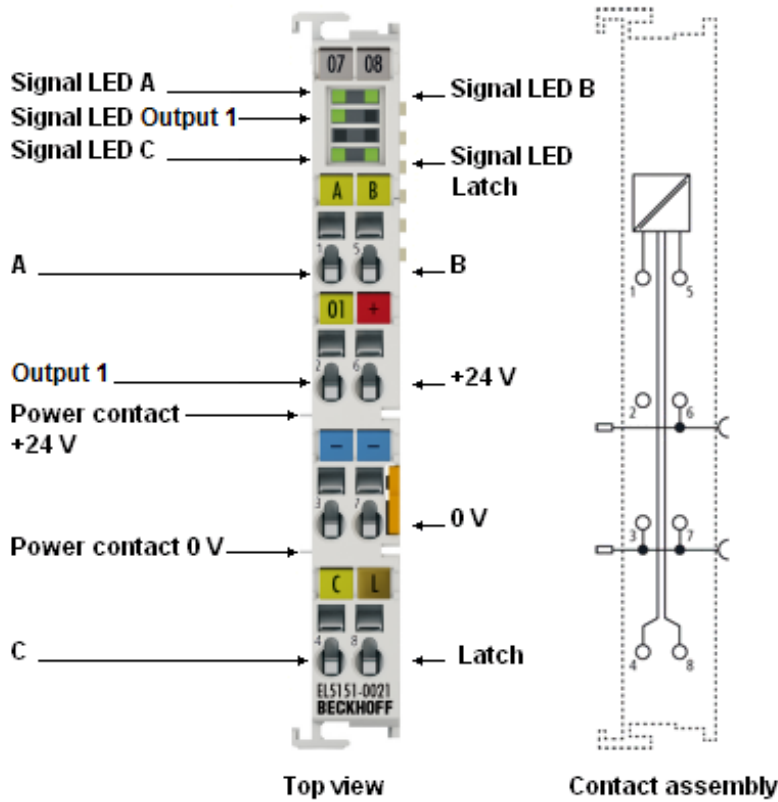 07 08
Signal LED A
Signal LED B
Signal LED Output 1
Signal LED C
Signal LED
Latch
A B
1 5
A
B
1 5
01 +
2 6
Output 1
+24 V
2 6
Power contact
+24 V
- -
3 7
0 V
3 7
Power contact 0 V
C L
4 8
C
Latch
4 8
EL5151-0021
BECKHOFF
Top view
Contact assembly